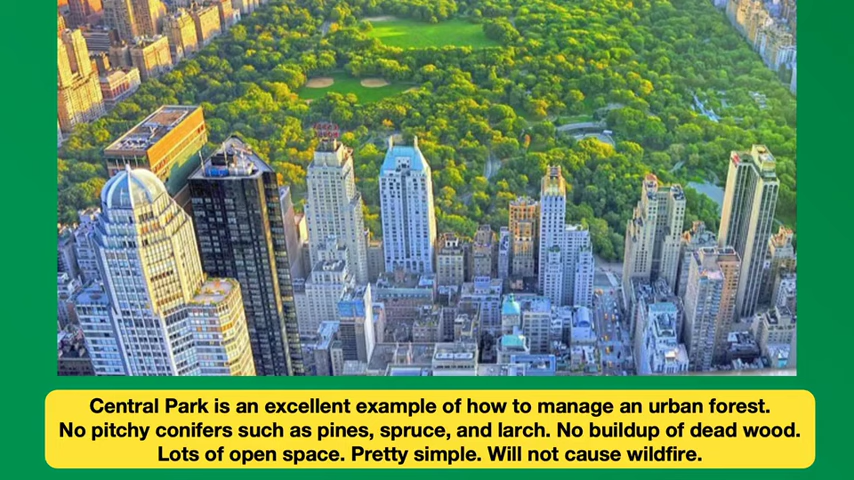 Central Park is an excellent example of how to manage an urban forest.
No pitchy conifers such as pines, spruce, and larch. No buildup of dead wood.
Lots of open space. Pretty simple. Will not cause wildfire.